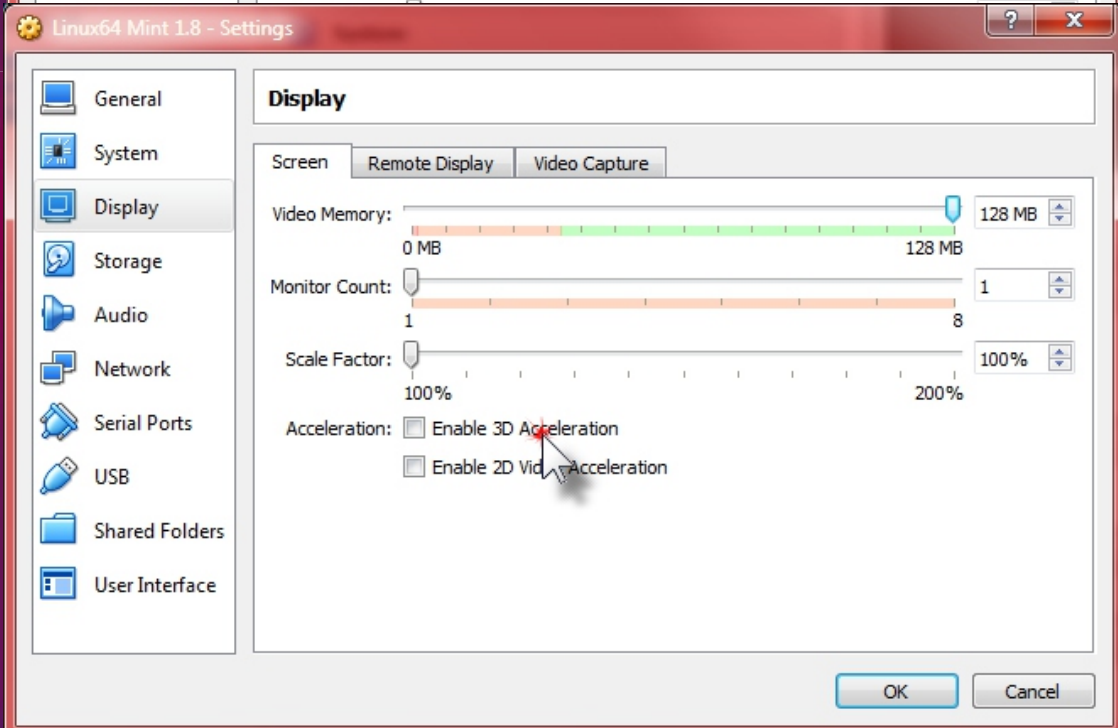 Linux64 Mint 1.8 - Settings
General
System
Display
Storage
Audio
Network
Serial Ports
USB
Shared Folders
User Interface
Display
Screen
Remote Display
Video Capture
Video Memory:
128 MB
0 MB
128 MB
Monitor Count:
1
1
8
Scale Factor:
100%
100%
200%
Acceleration:
Enable 3D Acceleration
Enable 2D Acceleration
OK
Cancel